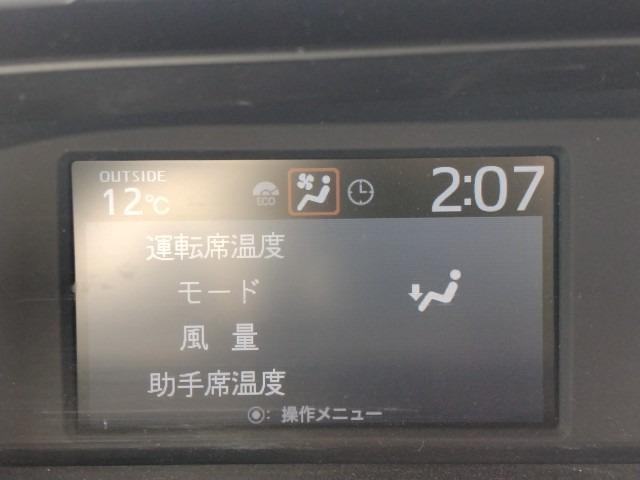 OUTSIDE
12℃ ECO 2:07
運転席温度
モード
風量
助手席温度
◉: 操作メニュー